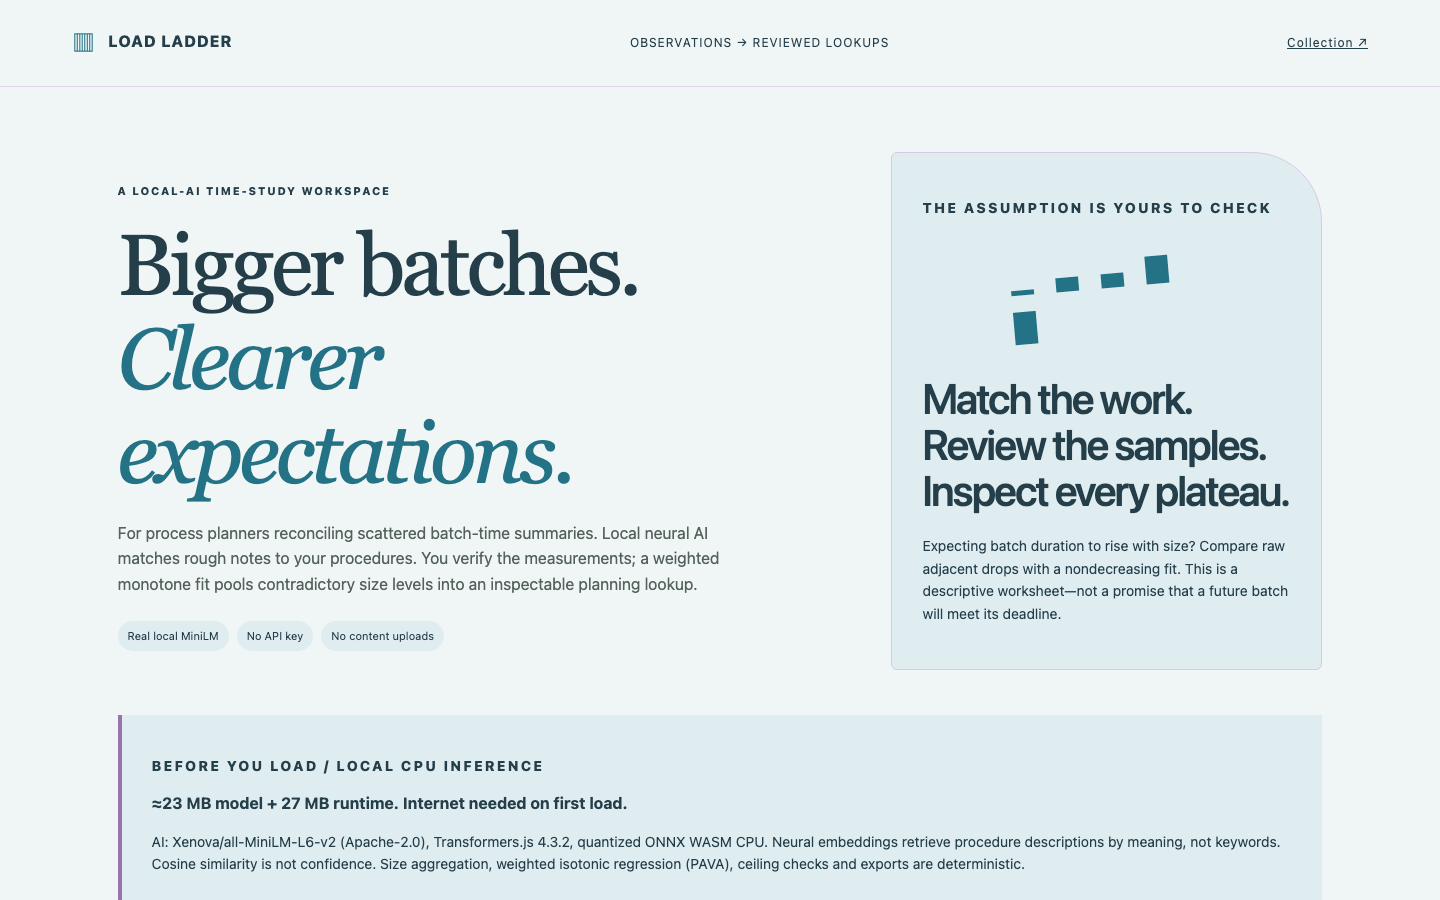 LOAD LADDER
OBSERVATIONS → REVIEWED LOOKUPS
Collection ↗
A LOCAL-AI TIME-STUDY WORKSPACE
Bigger batches.
Clearer
expectations.
For process planners reconciling scattered batch-time summaries. Local neural AI
matches rough notes to your procedures. You verify the measurements; a weighted
monotone fit pools contradictory size levels into an inspectable planning lookup.
Real local MiniLM
No API key
No content uploads
THE ASSUMPTION IS YOURS TO CHECK
Match the work.
Review the samples.
Inspect every plateau.
Expecting batch duration to rise with size? Compare raw
adjacent drops with a nondecreasing fit. This is a
descriptive worksheet—not a promise that a future batch
will meet its deadline.
BEFORE YOU LOAD / LOCAL CPU INFERENCE
≈23 MB model + 27 MB runtime. Internet needed on first load.
AI: Xenova/all-MiniLM-L6-v2 (Apache-2.0), Transformers.js 4.3.2, quantized ONNX WASM CPU. Neural embeddings retrieve procedure descriptions by meaning, not keywords.
Cosine similarity is not confidence. Size aggregation, weighted isotonic regression (PAVA), ceiling checks and exports are deterministic.